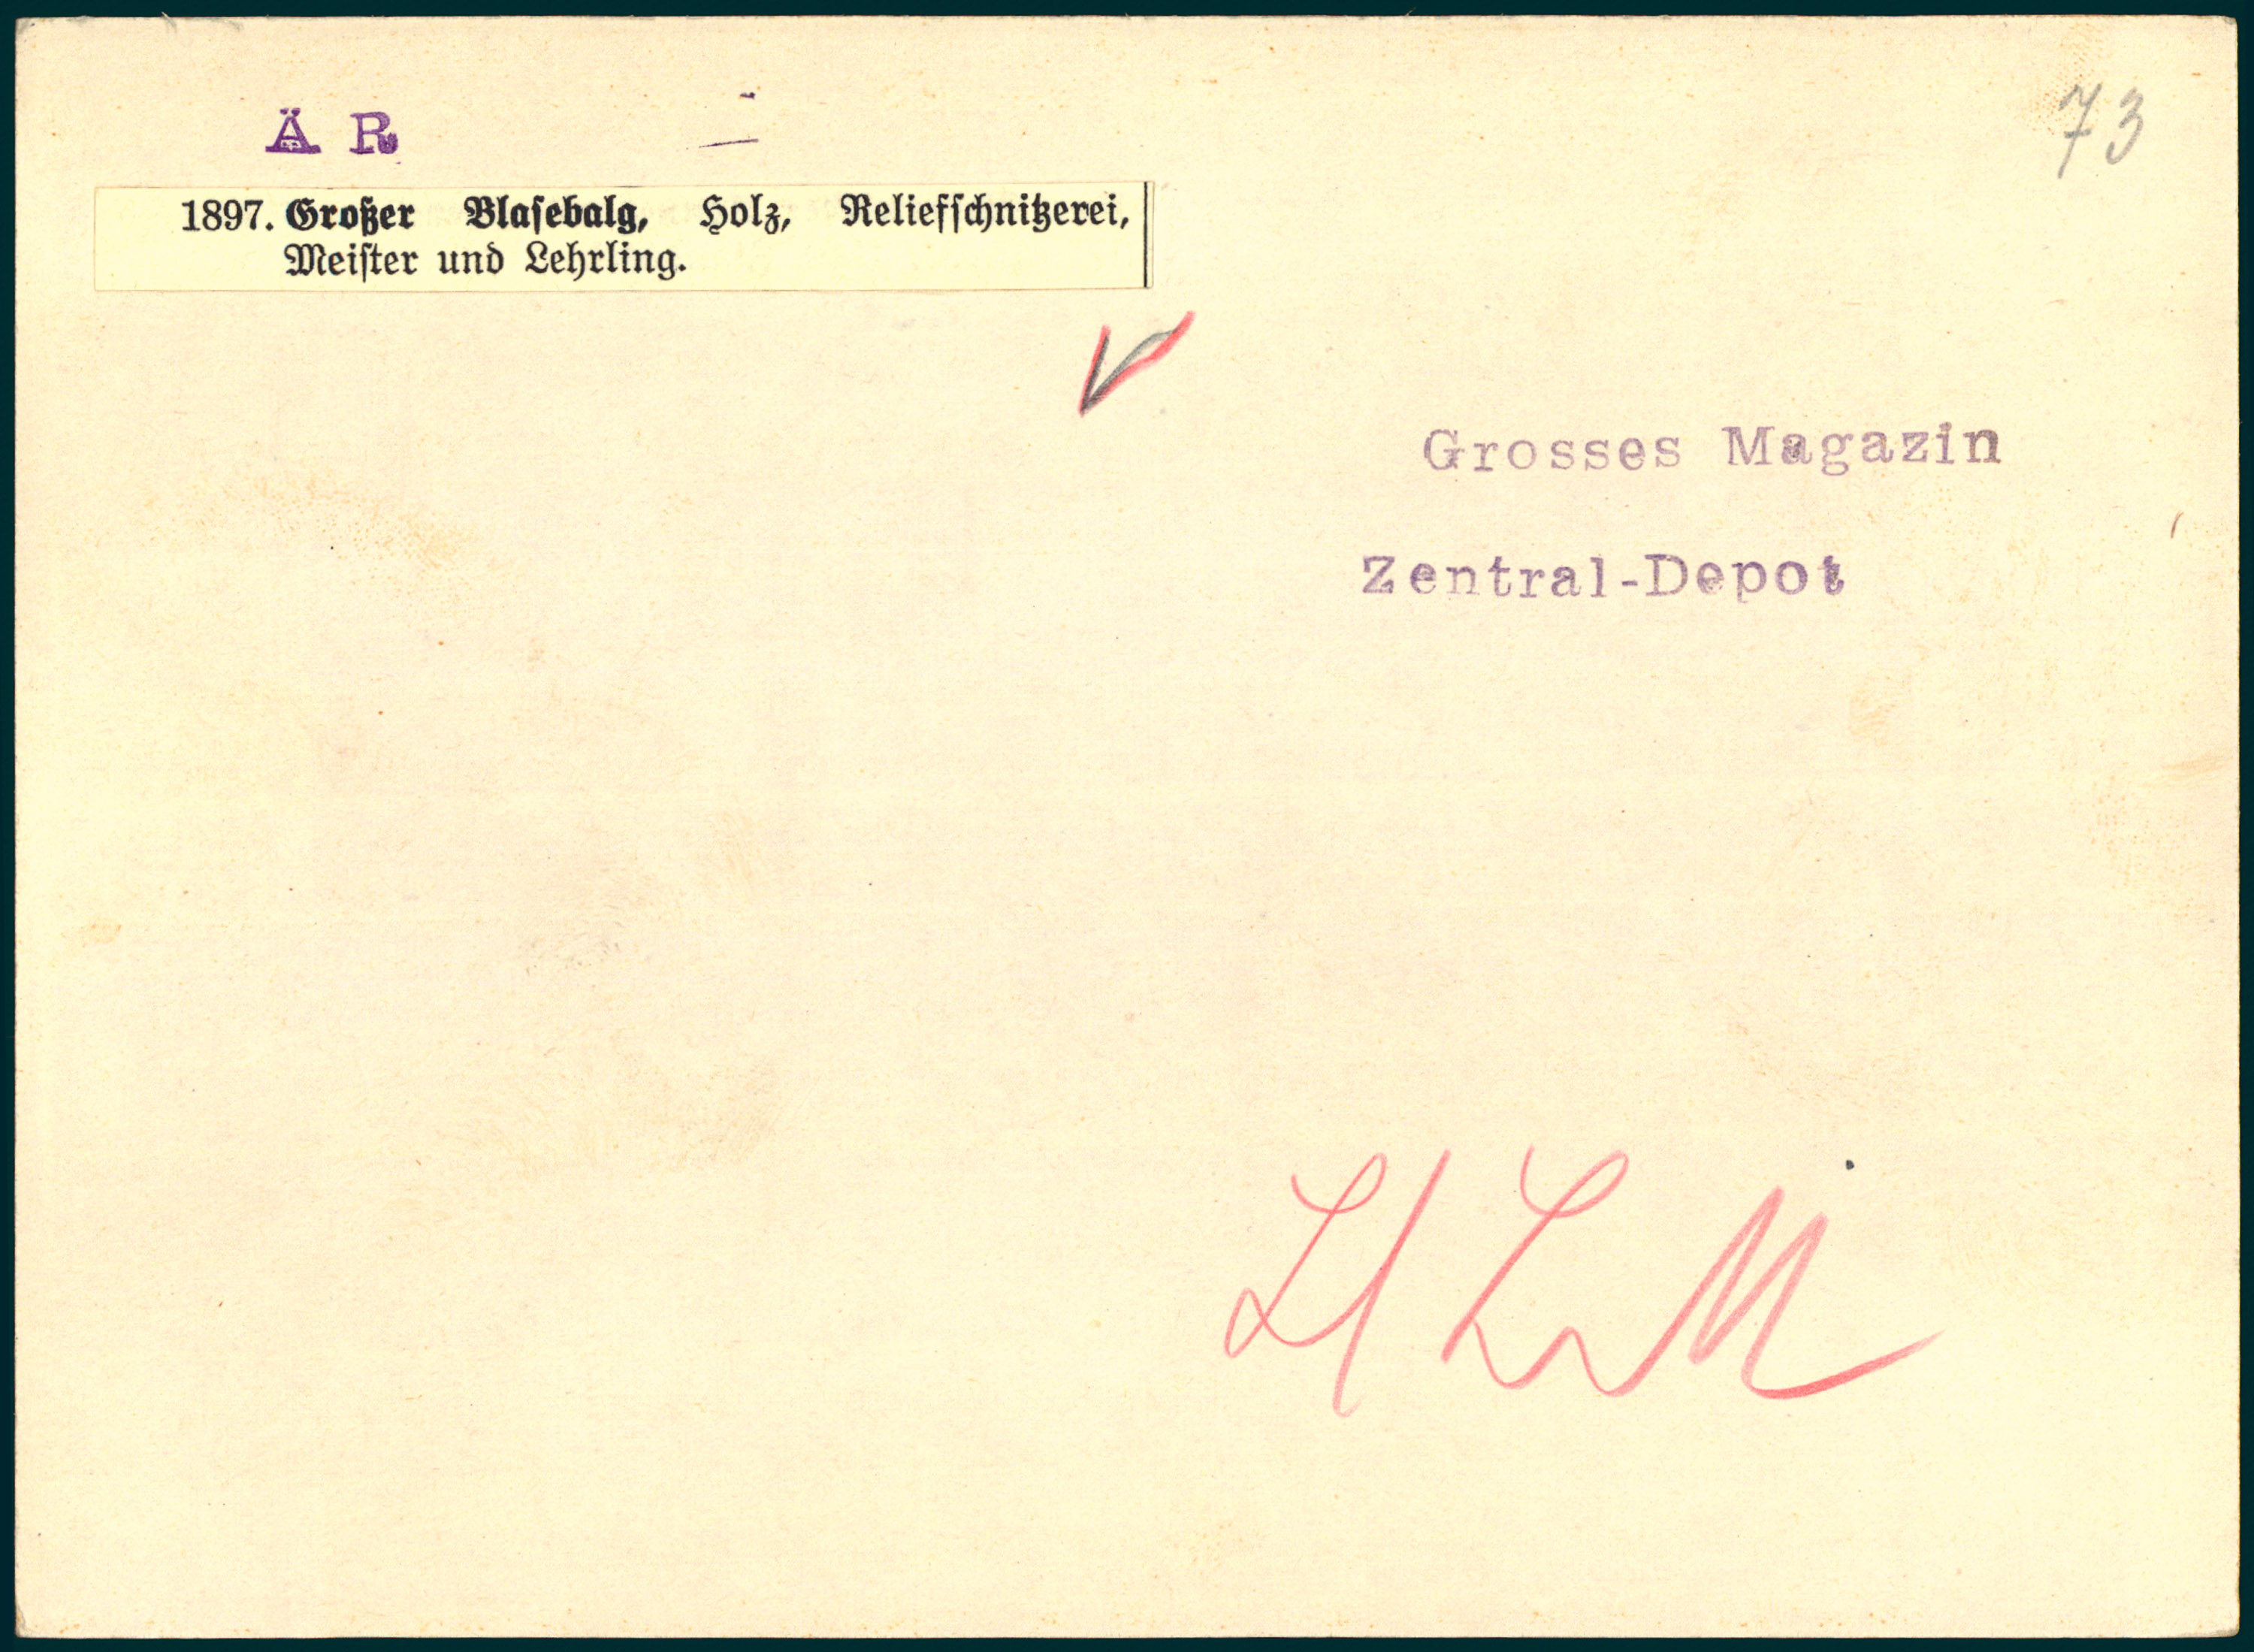 Ä R
73
1897. Großer Blasebalg, Holz, Reliefschnitzerei,
Meister und Lehrling.
Grosses Magazin
Zentral-Depot